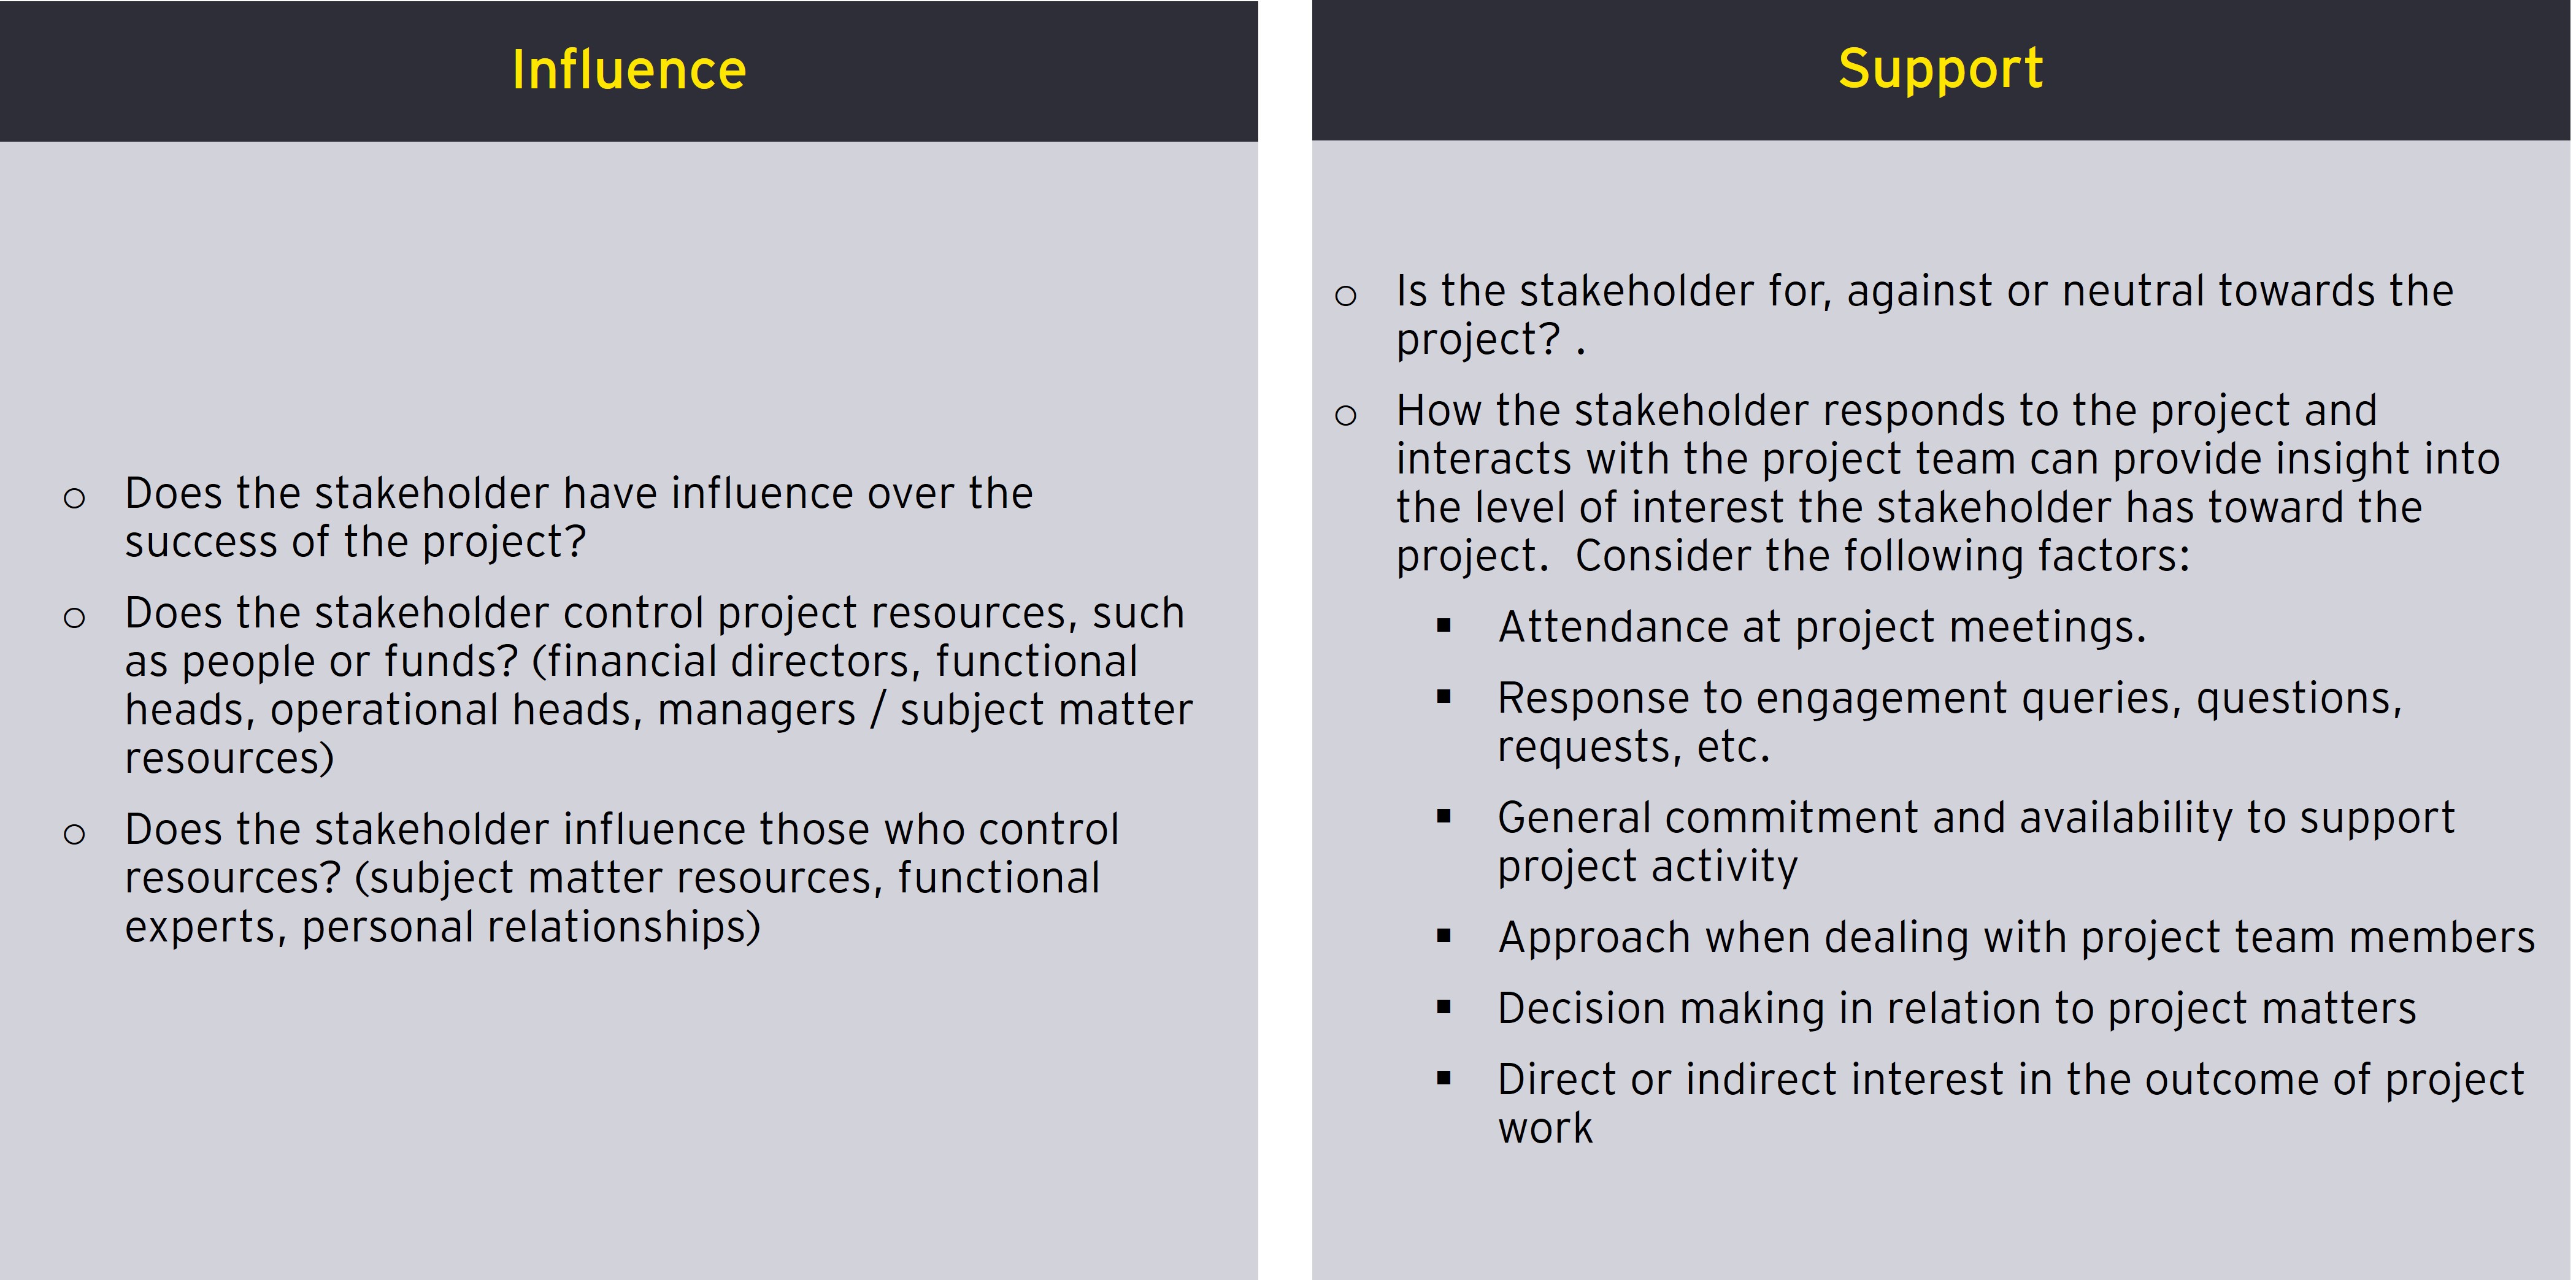 Influence
○ Does the stakeholder have influence over the
success of the project?
○ Does the stakeholder control project resources, such
as people or funds? (financial directors, functional
heads, operational heads, managers / subject matter
resources)
○ Does the stakeholder influence those who control
resources? (subject matter resources, functional
experts, personal relationships)
Support
○ Is the stakeholder for, against or neutral towards the
project? .
○ How the stakeholder responds to the project and
interacts with the project team can provide insight into
the level of interest the stakeholder has toward the
project.  Consider the following factors:
▪ Attendance at project meetings.
▪ Response to engagement queries, questions,
requests, etc.
▪ General commitment and availability to support
project activity
▪ Approach when dealing with project team members
▪ Decision making in relation to project matters
▪ Direct or indirect interest in the outcome of project
work